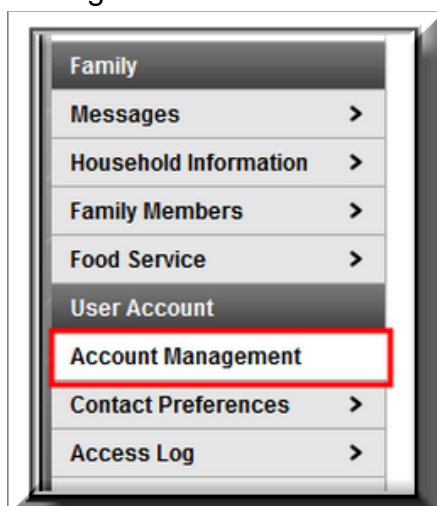 Family
Messages >
Household Information >
Family Members >
Food Service >
User Account
Account Management
Contact Preferences >
Access Log >